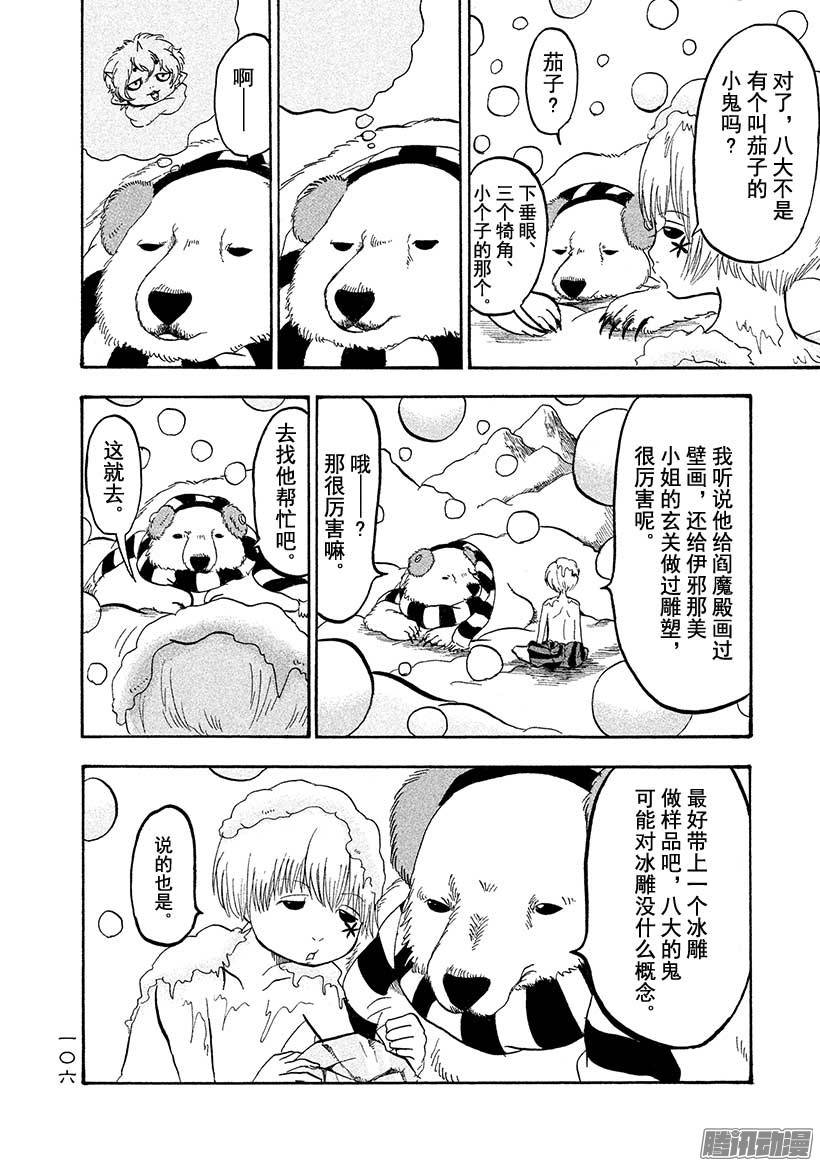 对了，八大不是
有个叫茄子的
小鬼吗？
茄子？
下垂眼、
三个犄角、
小个子的那个。
啊——
我听说他给阎魔殿画过
壁画，还给伊邪那美
小姐的玄关做过雕塑，
很厉害呢。
哦——？
那很厉害嘛。
去找他帮忙吧。
这就去。
最好带上一个冰雕
做样品吧，八大的鬼
可能对冰雕没什么概念。
说的也是。
一〇六
腾讯动漫